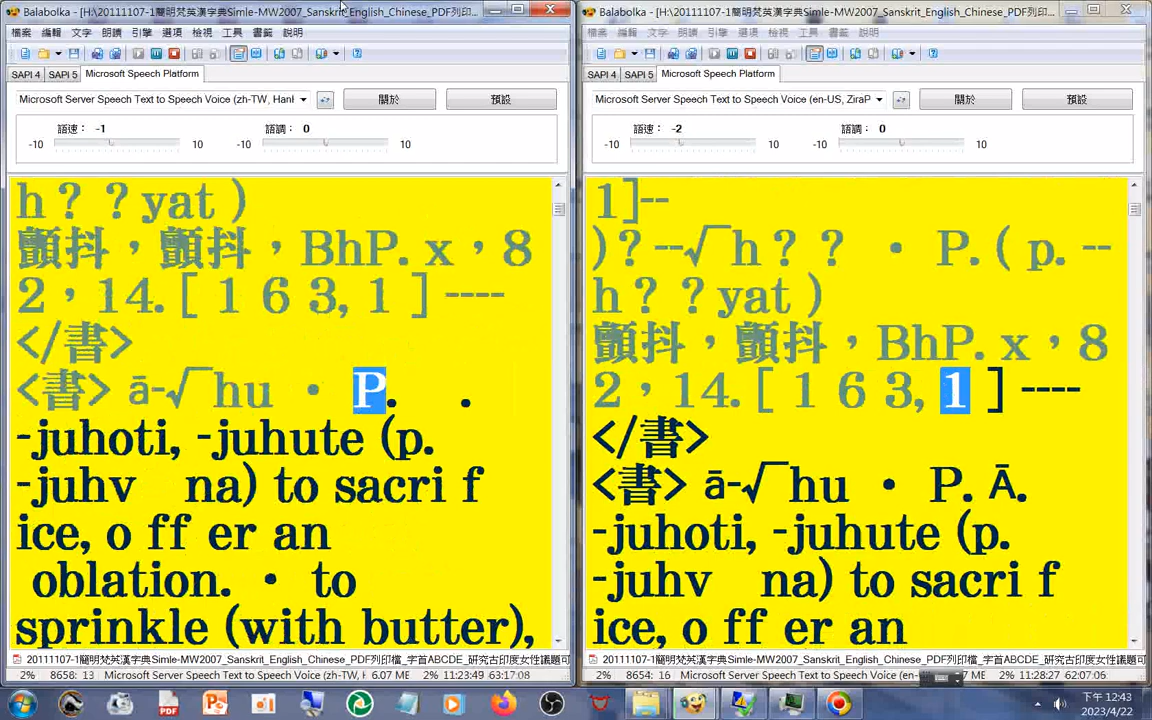 Balabolka - [H:\20111107-1簡明梵英漢字典Simle-MW2007_Sanskrit_English_Chinese_PDF列印...
檔案 編輯 文字 朗讀 引擎 選項 檢視 工具 書籤 說明
SAPI 4 SAPI 5 Microsoft Speech Platform
Microsoft Server Speech Text to Speech Voice (zh-TW, HanH
關於 預設
語速： -1 語調： 0
-10 10 -10 10
h？？yat )
顫抖，顫抖，BhP. x，8
2，14. [ 1 6 3, 1 ] ----
</書>
<書> ā-√hu • P. .
-juhoti, -juhute (p.
-juhv na) to sacri f
ice, o ff er an
oblation. • to
sprinkle (with butter),
20111107-1簡明梵英漢字典Simle-MW2007_Sanskrit_English_Chinese_PDF列印檔_字首ABCDE_研究古印度女性議題可
2% 8658: 13 Microsoft Server Speech Text to Speech Voice (zh-TW, H 6.07 MB 2% 11:23:49 63:17:08
Balabolka - [H:\20111107-1簡明梵英漢字典Simle-MW2007_Sanskrit_English_Chinese_PDF列印...
檔案 編輯 文字 朗讀 引擎 選項 檢視 工具 書籤 說明
SAPI 4 SAPI 5 Microsoft Speech Platform
Microsoft Server Speech Text to Speech Voice (en-US, ZiraP
關於 預設
語速： -2 語調： 0
-10 10 -10 10
1]--
)？--√h？？ • P. ( p. --
h？？yat )
顫抖，顫抖，BhP. x，8
2，14. [ 1 6 3, 1 ] ----
</書>
<書> ā-√hu • P. Ā.
-juhoti, -juhute (p.
-juhv na) to sacri f
ice, o ff er an
20111107-1簡明梵英漢字典Simle-MW2007_Sanskrit_English_Chinese_PDF列印檔_字首ABCDE_研究古印度女性議題可
2% 8654: 16 Microsoft Server Speech Text to Speech Voice (en-us 2% 11:28:27 62:07:06
下午 12:43
2023/4/22